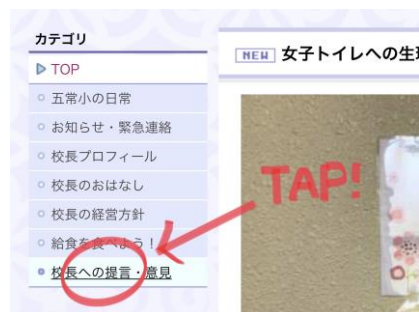 カテゴリ
TOP
五常小の日常
お知らせ・緊急連絡
校長プロフィール
校長のおはなし
校長の経営方針
給食を食べよう！
校長への提言・意見
NEW 女子トイレへの生理
TAP!